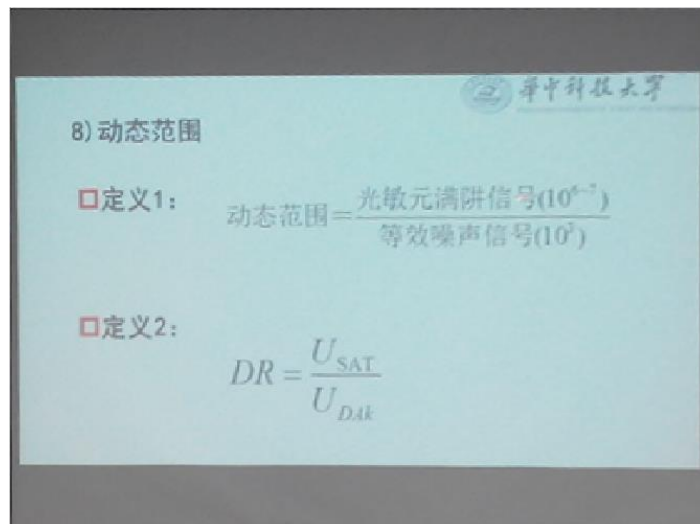 華中科技大学
8)动态范围
定义1：
动态范围=光敏元满阱信号(10⁶⁻⁷)/等效噪声信号(10³)
定义2：
DR=U_SAT/U_DAk